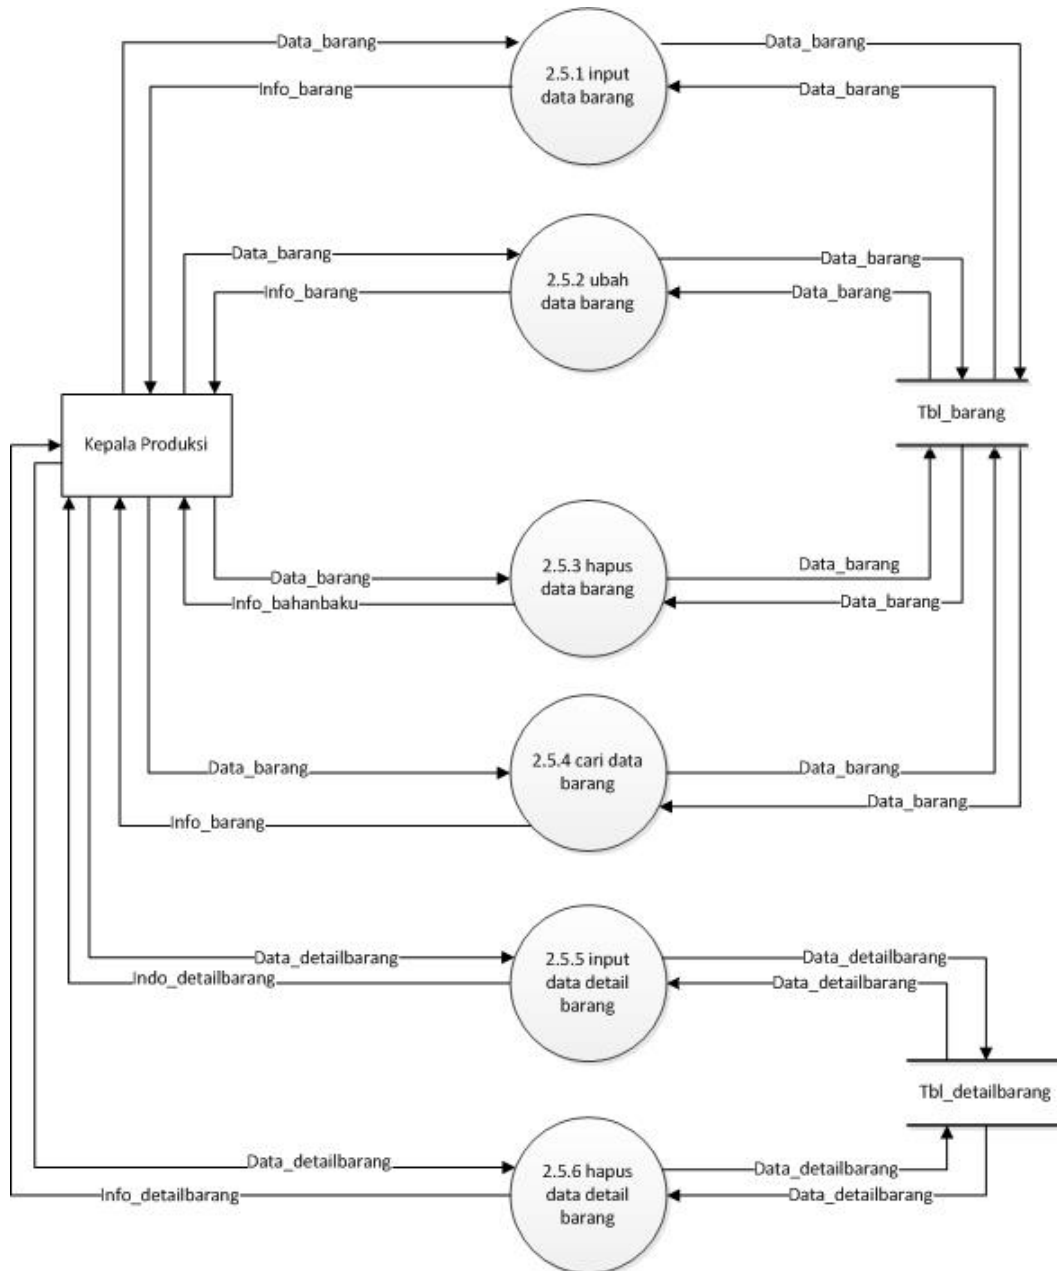 Data_barang
Data_barang
2.5.1 input
data barang
Info_barang
Data_barang
Data_barang
Data_barang
2.5.2 ubah
data barang
Info_barang
Data_barang
Tbl_barang
Kepala Produksi
Data_barang
2.5.3 hapus
data barang
Data_barang
Info_bahanbaku
Data_barang
Data_barang
2.5.4 cari data
barang
Data_barang
Info_barang
Data_barang
Data_detailbarang
2.5.5 input
data detail
barang
Data_detailbarang
Indo_detailbarang
Data_detailbarang
Tbl_detailbarang
Data_detailbarang
2.5.6 hapus
data detail
barang
Data_detailbarang
Info_detailbarang
Data_detailbarang